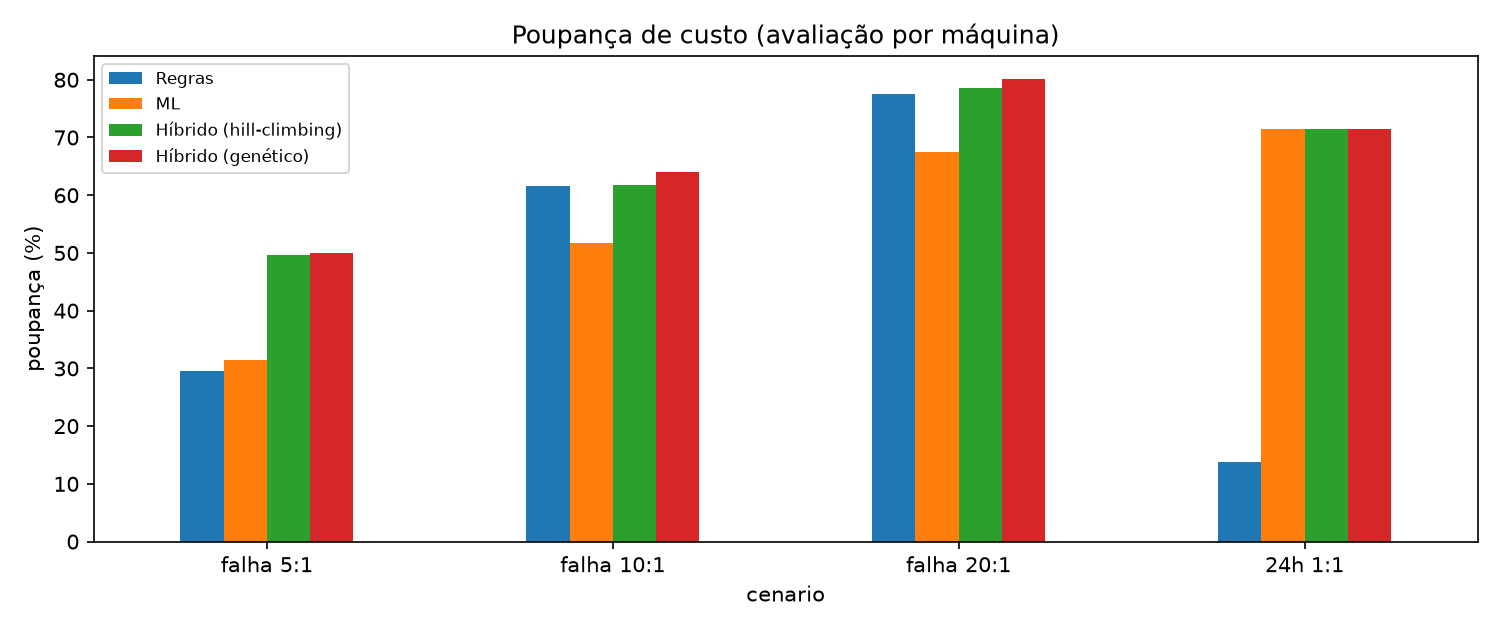 Poupança de custo (avaliação por máquina)
Regras
ML
Híbrido (hill-climbing)
Híbrido (genético)
poupança (%)
80
70
60
50
40
30
20
10
0
falha 5:1
falha 10:1
falha 20:1
24h 1:1
cenario